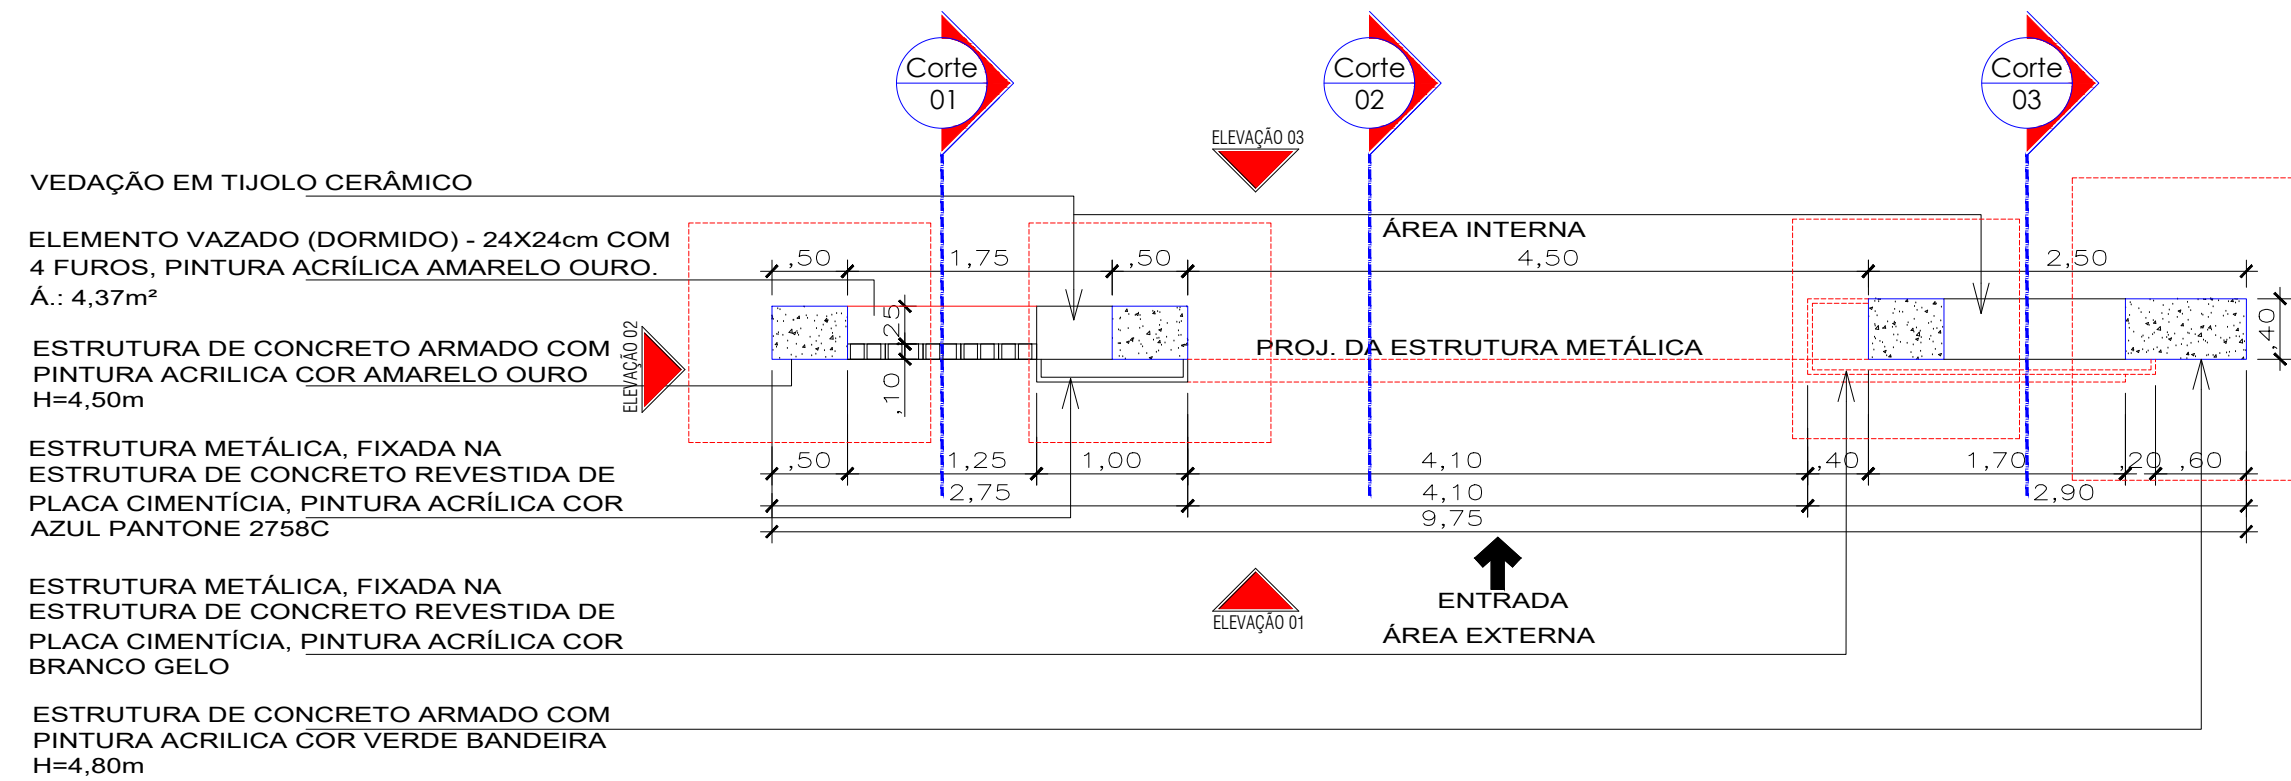 Corte
01
Corte
02
Corte
03
ELEVAÇÃO 03
VEDAÇÃO EM TIJOLO CERÂMICO
ELEMENTO VAZADO (DORMIDO) - 24X24cm COM
4 FUROS, PINTURA ACRÍLICA AMARELO OURO.
Á.: 4,37m²
ESTRUTURA DE CONCRETO ARMADO COM
PINTURA ACRILICA COR AMARELO OURO
H=4,50m
ESTRUTURA METÁLICA, FIXADA NA
ESTRUTURA DE CONCRETO REVESTIDA DE
PLACA CIMENTÍCIA, PINTURA ACRÍLICA COR
AZUL PANTONE 2758C
ESTRUTURA METÁLICA, FIXADA NA
ESTRUTURA DE CONCRETO REVESTIDA DE
PLACA CIMENTÍCIA, PINTURA ACRÍLICA COR
BRANCO GELO
ESTRUTURA DE CONCRETO ARMADO COM
PINTURA ACRILICA COR VERDE BANDEIRA
H=4,80m
ELEVAÇÃO 02
ÁREA INTERNA
,50 1,75 ,50 4,50 2,50
,25
,10
,40
PROJ. DA ESTRUTURA METÁLICA
,50 1,25 1,00 4,10 ,40 1,70 ,20 ,60
2,75 4,10 2,90
9,75
ENTRADA
ELEVAÇÃO 01
ÁREA EXTERNA